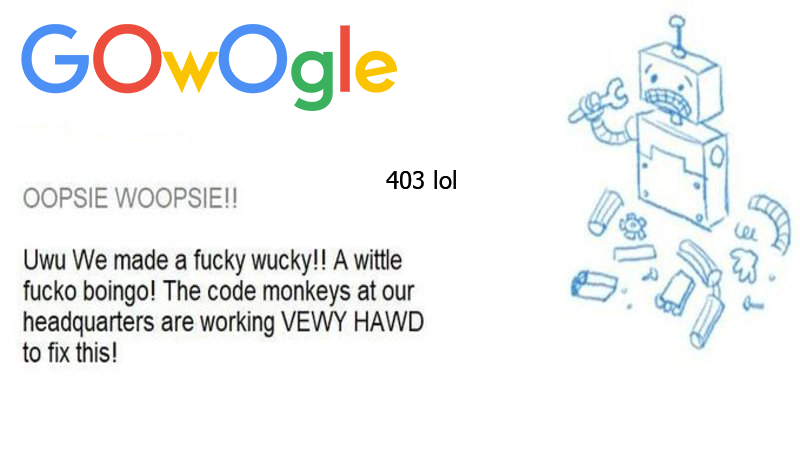 GOwOgle
403 lol
OOPSIE WOOPSIE!!
Uwu We made a fucky wucky!! A wittle
fucko boingo! The code monkeys at our
headquarters are working VEWY HAWD
to fix this!